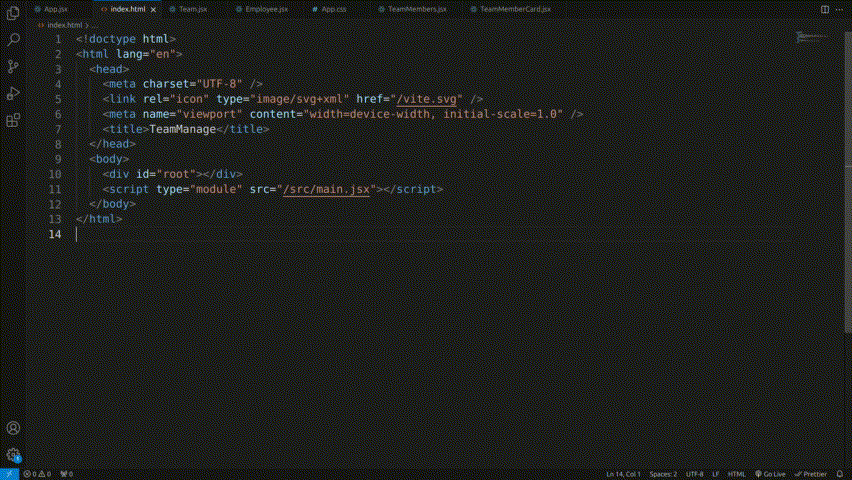 App.jsx index.html Team.jsx Employee.jsx # App.css TeamMembers.jsx TeamMemberCard.jsx ...
<> index.html > ...
1 <!doctype html>
2 <html lang="en">
3 <head>
4 <meta charset="UTF-8" />
5 <link rel="icon" type="image/svg+xml" href="/vite.svg" />
6 <meta name="viewport" content="width=device-width, initial-scale=1.0" />
7 <title>TeamManage</title>
8 </head>
9 <body>
10 <div id="root"></div>
11 <script type="module" src="/src/main.jsx"></script>
12 </body>
13 </html>
14
0 0 0 Ln 14, Col 1 Spaces: 2 UTF-8 LF HTML Go Live Prettier